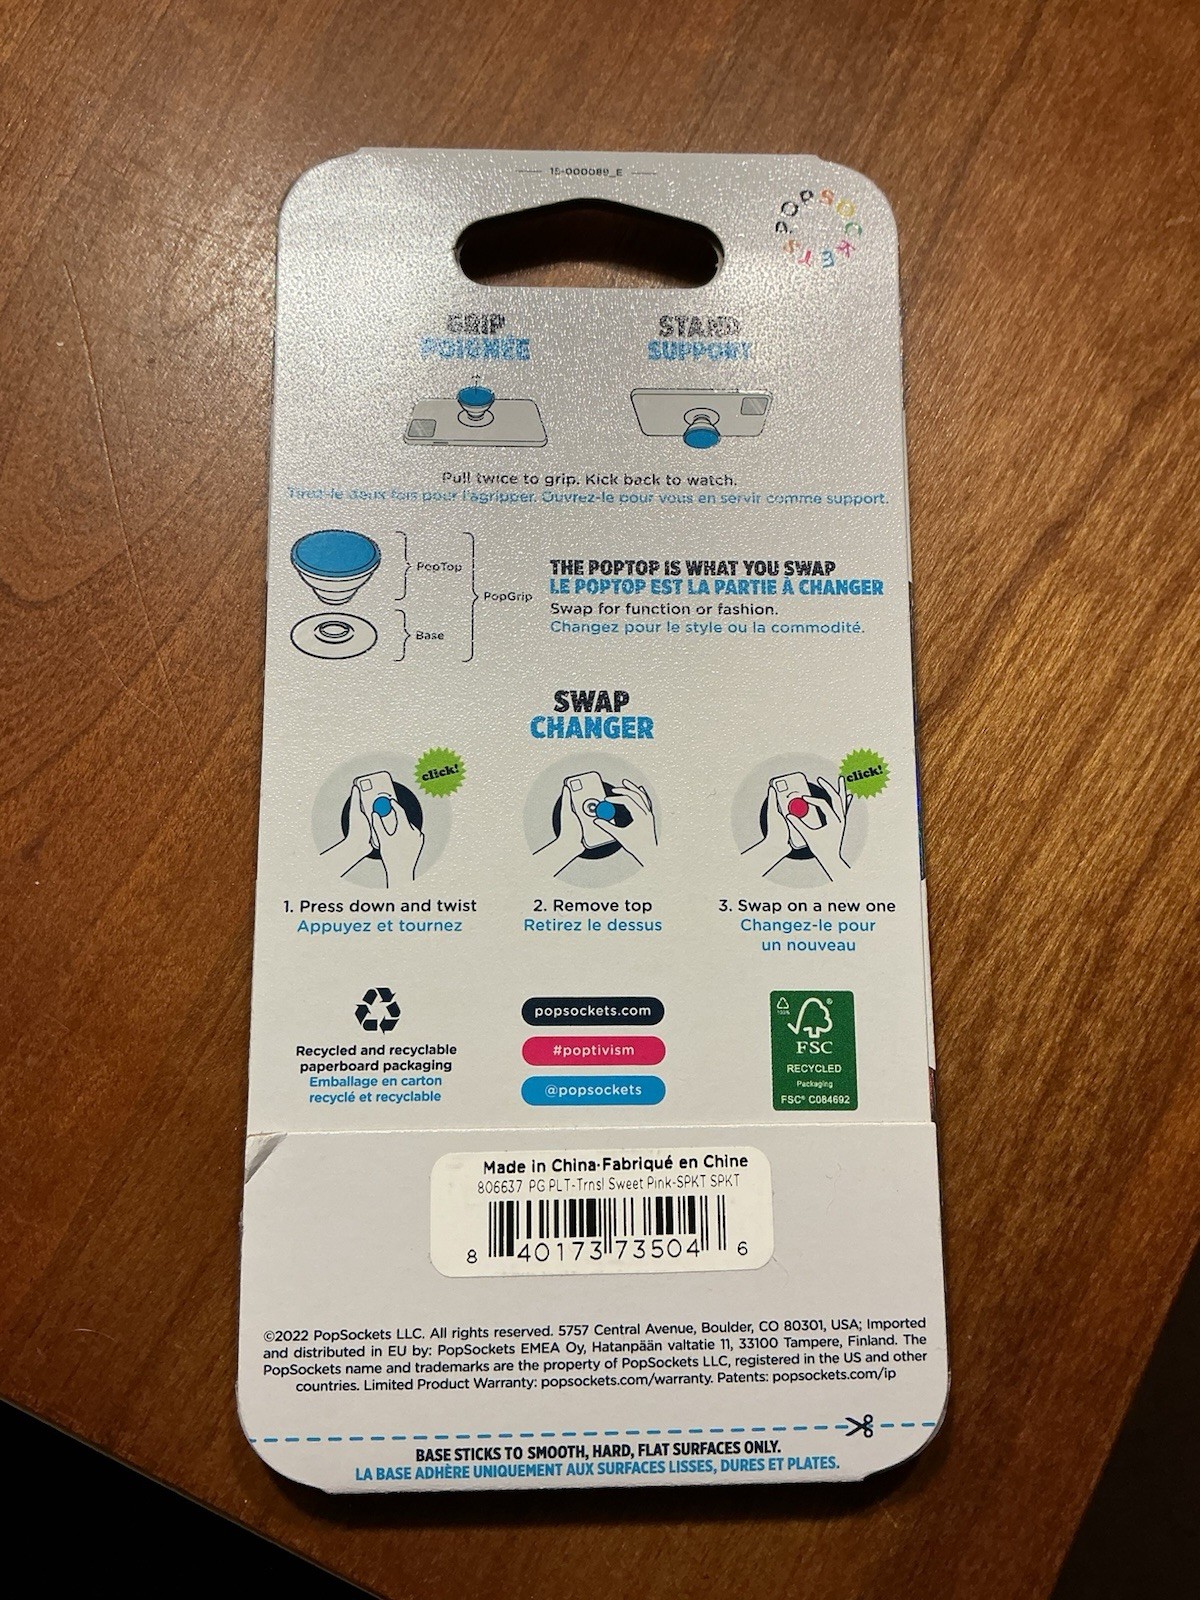 15-000089_E
POPSOCKETS
GRIP
POIGNÉE
STAND
SUPPORT
Pull twice to grip. Kick back to watch.
Tirez-le deux fois pour l'agripper. Ouvrez-le pour vous en servir comme support.
PopTop
PopGrip
Base
THE POPTOP IS WHAT YOU SWAP
LE POPTOP EST LA PARTIE À CHANGER
Swap for function or fashion.
Changez pour le style ou la commodité.
SWAP
CHANGER
click!
click!
1. Press down and twist
Appuyez et tournez
2. Remove top
Retirez le dessus
3. Swap on a new one
Changez-le pour
un nouveau
Recycled and recyclable
paperboard packaging
Emballage en carton
recyclé et recyclable
popsockets.com
#poptivism
@popsockets
100%
®
FSC
RECYCLED
Packaging
FSC® C084692
Made in China·Fabriqué en Chine
806637 PG PLT-Trnsl Sweet Pink-SPKT SPKT
8 40173 73504 6
©2022 PopSockets LLC. All rights reserved. 5757 Central Avenue, Boulder, CO 80301, USA; Imported
and distributed in EU by: PopSockets EMEA Oy, Hatanpään valtatie 11, 33100 Tampere, Finland. The
PopSockets name and trademarks are the property of PopSockets LLC, registered in the US and other
countries. Limited Product Warranty: popsockets.com/warranty. Patents: popsockets.com/ip
BASE STICKS TO SMOOTH, HARD, FLAT SURFACES ONLY.
LA BASE ADHÈRE UNIQUEMENT AUX SURFACES LISSES, DURES ET PLATES.